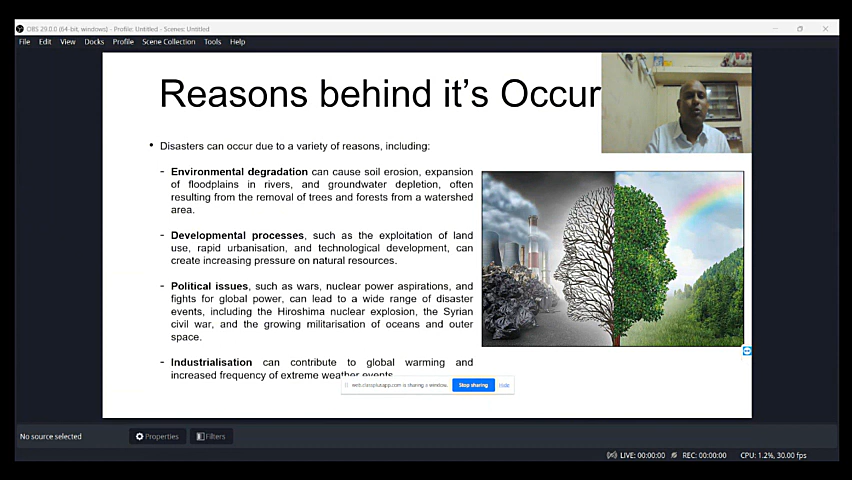 OBS 29.0.0 (64-bit, windows) - Profile: Untitled - Scenes: Untitled
File Edit View Docks Profile Scene Collection Tools Help
Reasons behind it's Occur
• Disasters can occur due to a variety of reasons, including:
- Environmental degradation can cause soil erosion, expansion
of floodplains in rivers, and groundwater depletion, often
resulting from the removal of trees and forests from a watershed
area.
- Developmental processes, such as the exploitation of land
use, rapid urbanisation, and technological development, can
create increasing pressure on natural resources.
- Political issues, such as wars, nuclear power aspirations, and
fights for global power, can lead to a wide range of disaster
events, including the Hiroshima nuclear explosion, the Syrian
civil war, and the growing militarisation of oceans and outer
space.
- Industrialisation can contribute to global warming and
increased frequency of extreme weather events.
is sharing a window. Stop sharing Hide
No source selected Properties Filters
LIVE: 00:00:00 REC: 00:00:00 CPU: 1.2%, 30.00 fps